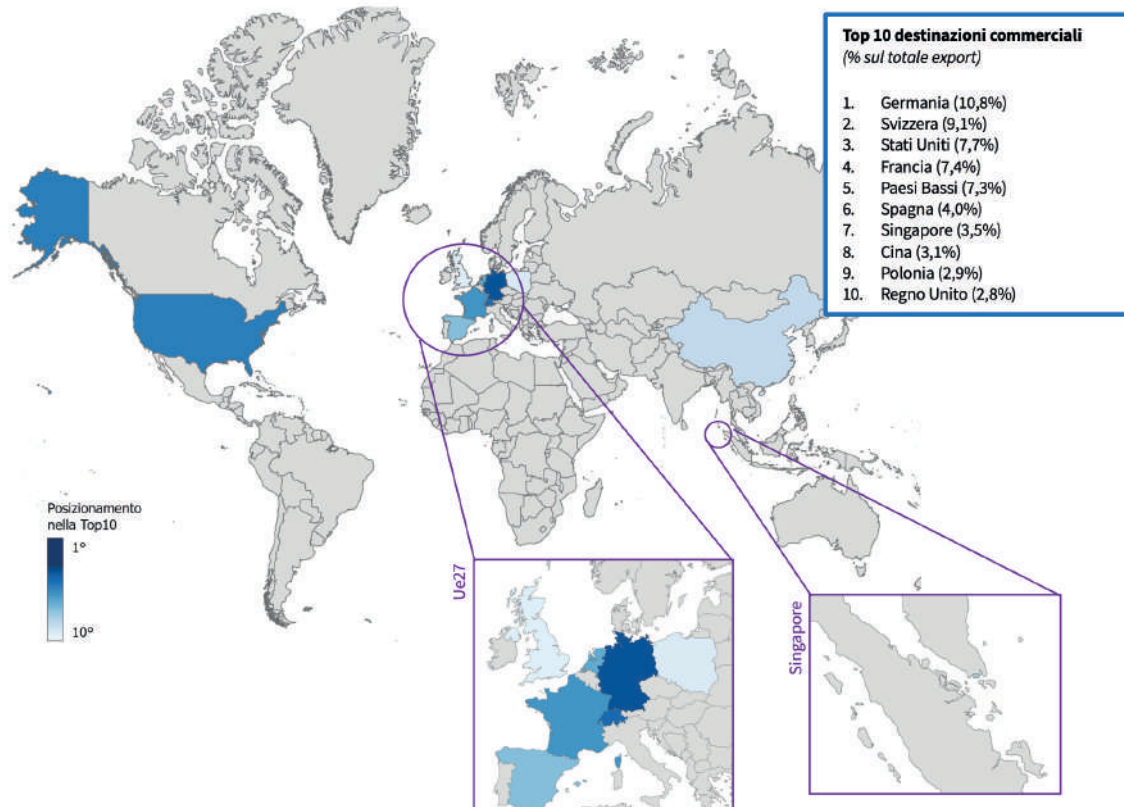 Top 10 destinazioni commerciali
(% sul totale export)
1. Germania (10,8%)
2. Svizzera (9,1%)
3. Stati Uniti (7,7%)
4. Francia (7,4%)
5. Paesi Bassi (7,3%)
6. Spagna (4,0%)
7. Singapore (3,5%)
8. Cina (3,1%)
9. Polonia (2,9%)
10. Regno Unito (2,8%)
Posizionamento
nella Top10
1°
10°
Ue27
Singapore